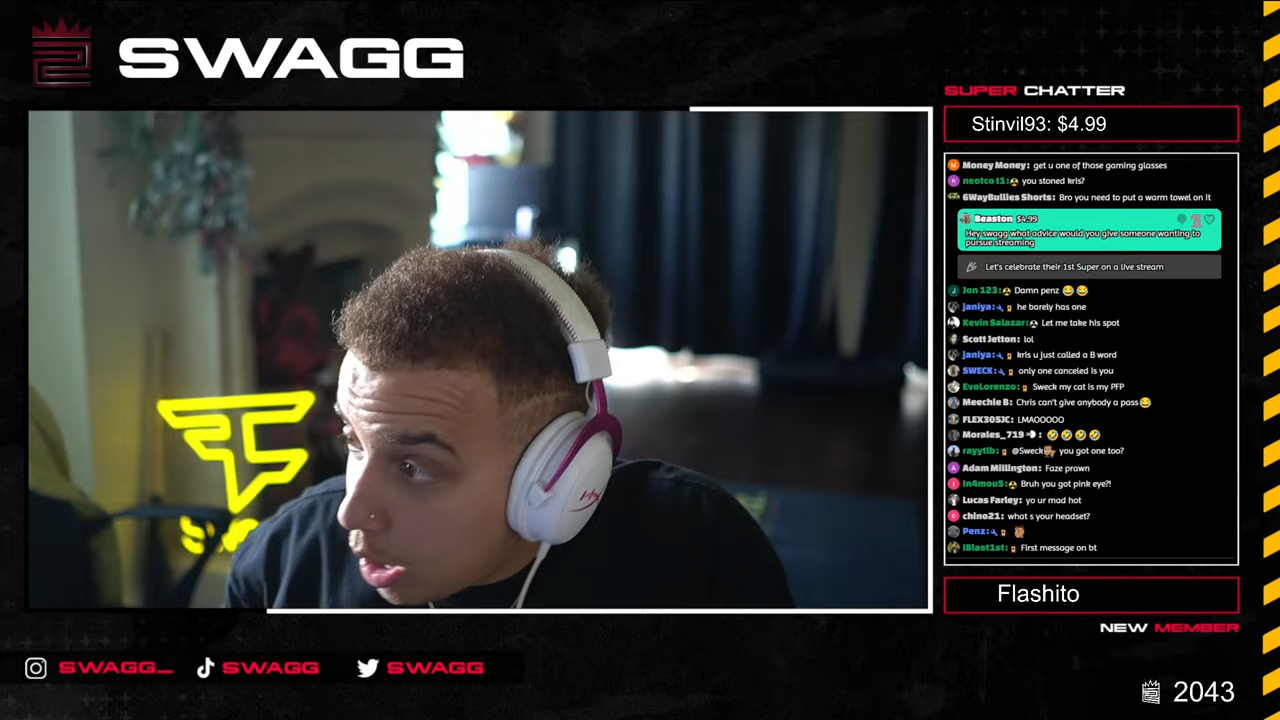 SWAGG
SUPER CHATTER
Stinvil93: $4.99
Money Money: get u one of those gaming glasses
neotco t1: you stoned kris?
6WayBullies Shorts: Bro you need to put a warm towel on it
Beaston $4.99
Hey swagg what advice would you give someone wanting to
pursue streaming
Let's celebrate their 1st Super on a live stream
Jon 123: Damn penz 😂 😂
Janiya: he barely has one
Kevin Salazar: Let me take his spot
Scott Jetton: lol
Janiya: kris u just called a B word
SWECK: only one canceled is you
EvoLorenzo: Sweck my cat is my PFP
Meechie B: Chris can't give anybody a pass😂
FLEX30SIC: LMAOOOOO
Morales_719: 🤣 🤣 🤣 🤣
rayytlb: @Sweck you got one too?
Adam Millington: Faze prawn
In4mouS: Bruh you got pink eye?!
Lucas Farley: yo ur mad hot
chino21: what s your headset?
Penz:
iBlast1st: First message on bt
Flashito
NEW MEMBER
SWAGG_ SWAGG SWAGG
2043